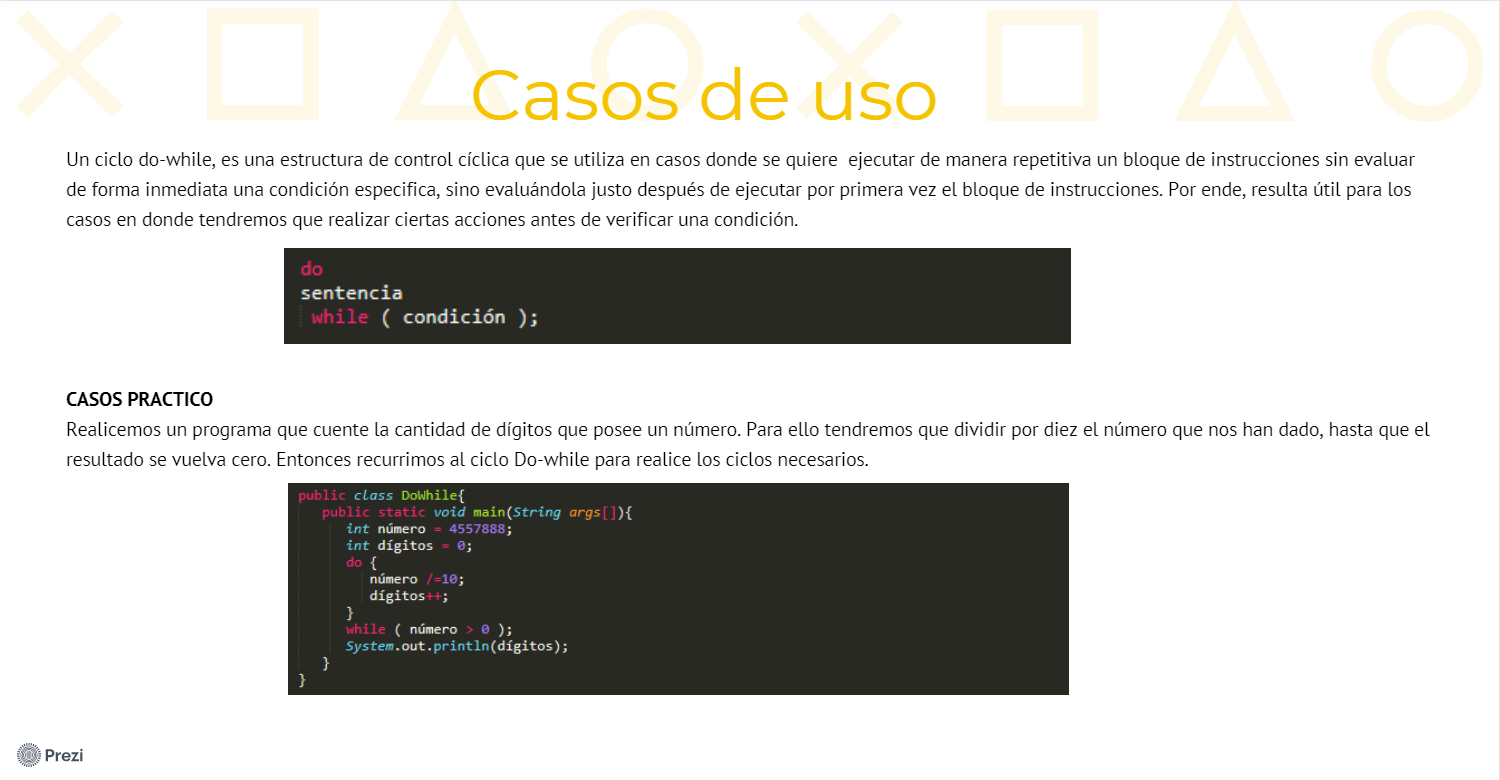 Casos de uso
Un ciclo do-while, es una estructura de control cíclica que se utiliza en casos donde se quiere  ejecutar de manera repetitiva un bloque de instrucciones sin evaluar
de forma inmediata una condición especifica, sino evaluándola justo después de ejecutar por primera vez el bloque de instrucciones. Por ende, resulta útil para los
casos en donde tendremos que realizar ciertas acciones antes de verificar una condición.
do
sentencia
while ( condición );
CASOS PRACTICO
Realicemos un programa que cuente la cantidad de dígitos que posee un número. Para ello tendremos que dividir por diez el número que nos han dado, hasta que el
resultado se vuelva cero. Entonces recurrimos al ciclo Do-while para realice los ciclos necesarios.
public class DoWhile{
public static void main(String args[]){
int número = 4557888;
int dígitos = 0;
do {
número /=10;
dígitos++;
}
while ( número > 0 );
System.out.println(dígitos);
}
}
Prezi